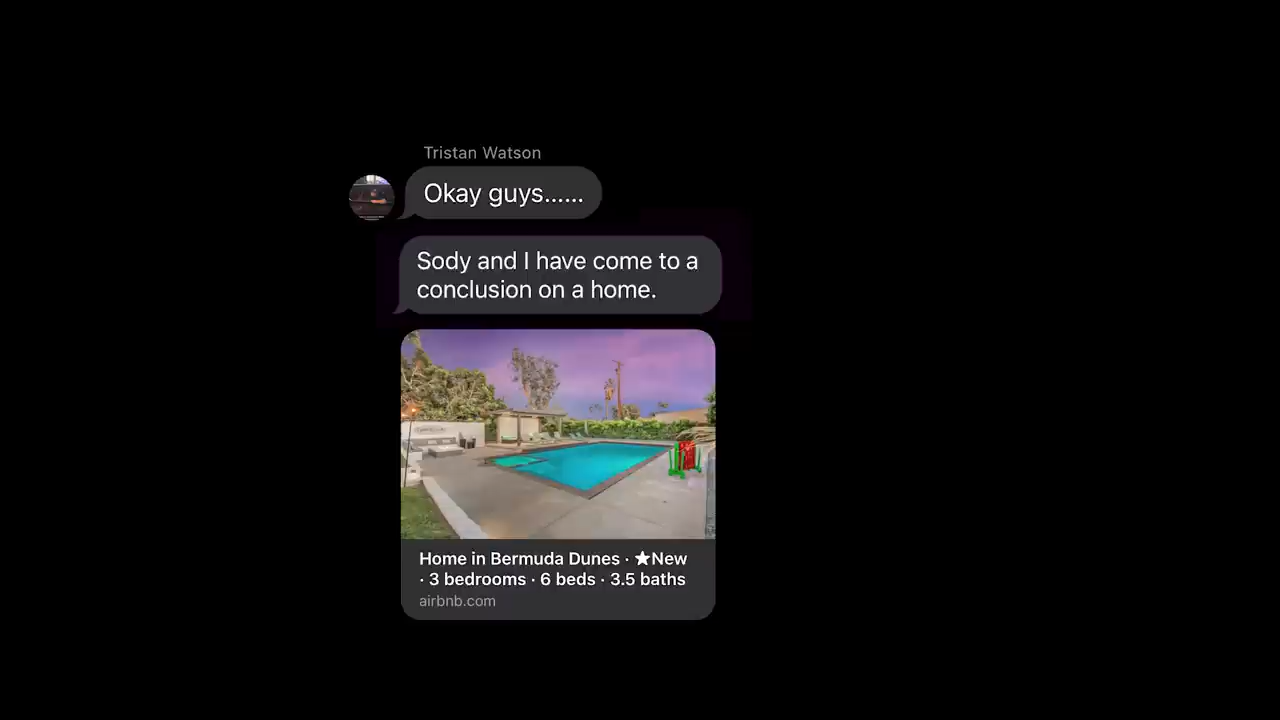 Tristan Watson
Okay guys......
Sody and I have come to a
conclusion on a home.
Home in Bermuda Dunes · ★New
· 3 bedrooms · 6 beds · 3.5 baths
airbnb.com